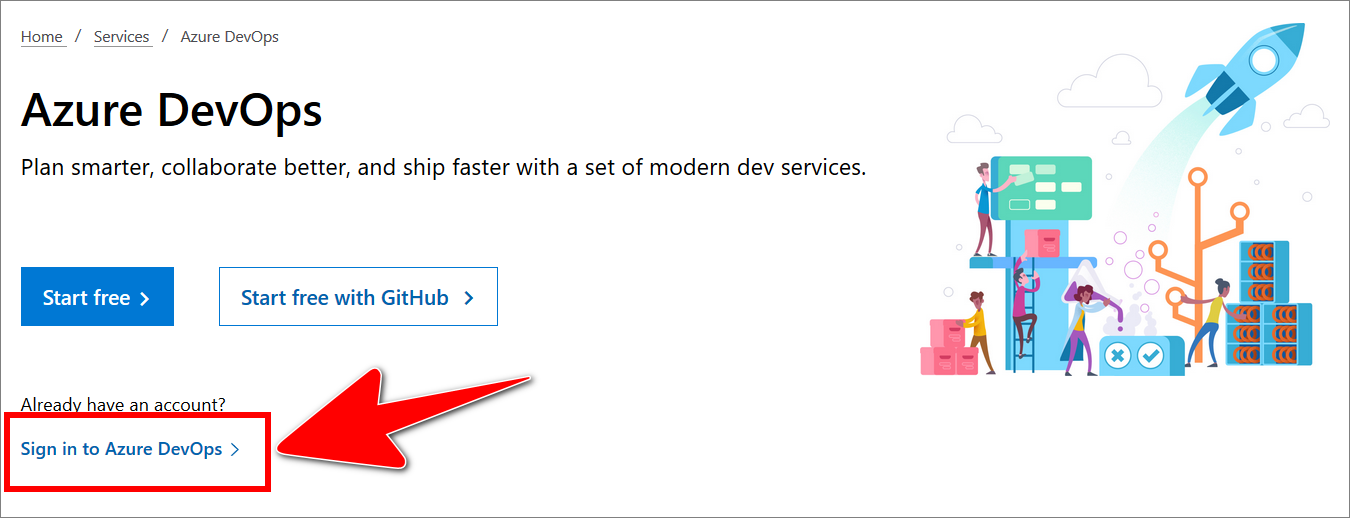 Home / Services / Azure DevOps
Azure DevOps
Plan smarter, collaborate better, and ship faster with a set of modern dev services.
Start free
Start free with GitHub
Already have an account?
Sign in to Azure DevOps